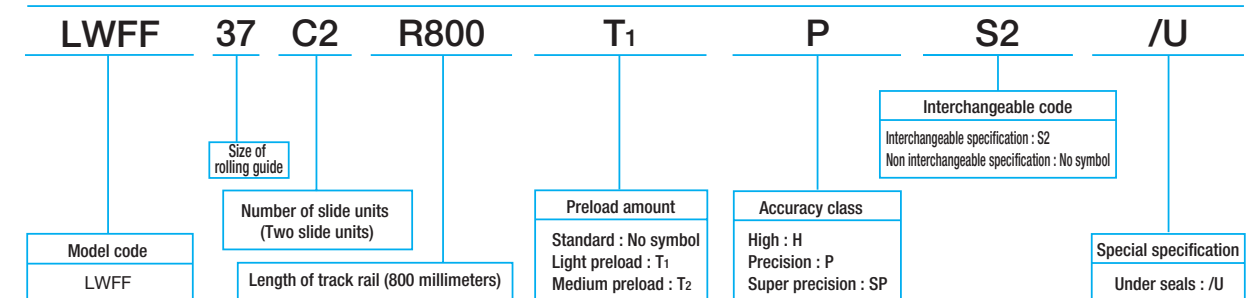 LWFF 37 C2 R800 T1 P S2 /U
Interchangeable code
Interchangeable specification : S2
Non interchangeable specification : No symbol
Size of
rolling guide
Number of slide units
(Two slide units)
Preload amount
Standard : No symbol
Light preload : T1
Medium preload : T2
Accuracy class
High : H
Precision : P
Super precision : SP
Model code
LWFF
Length of track rail (800 millimeters)
Special specification
Under seals : /U